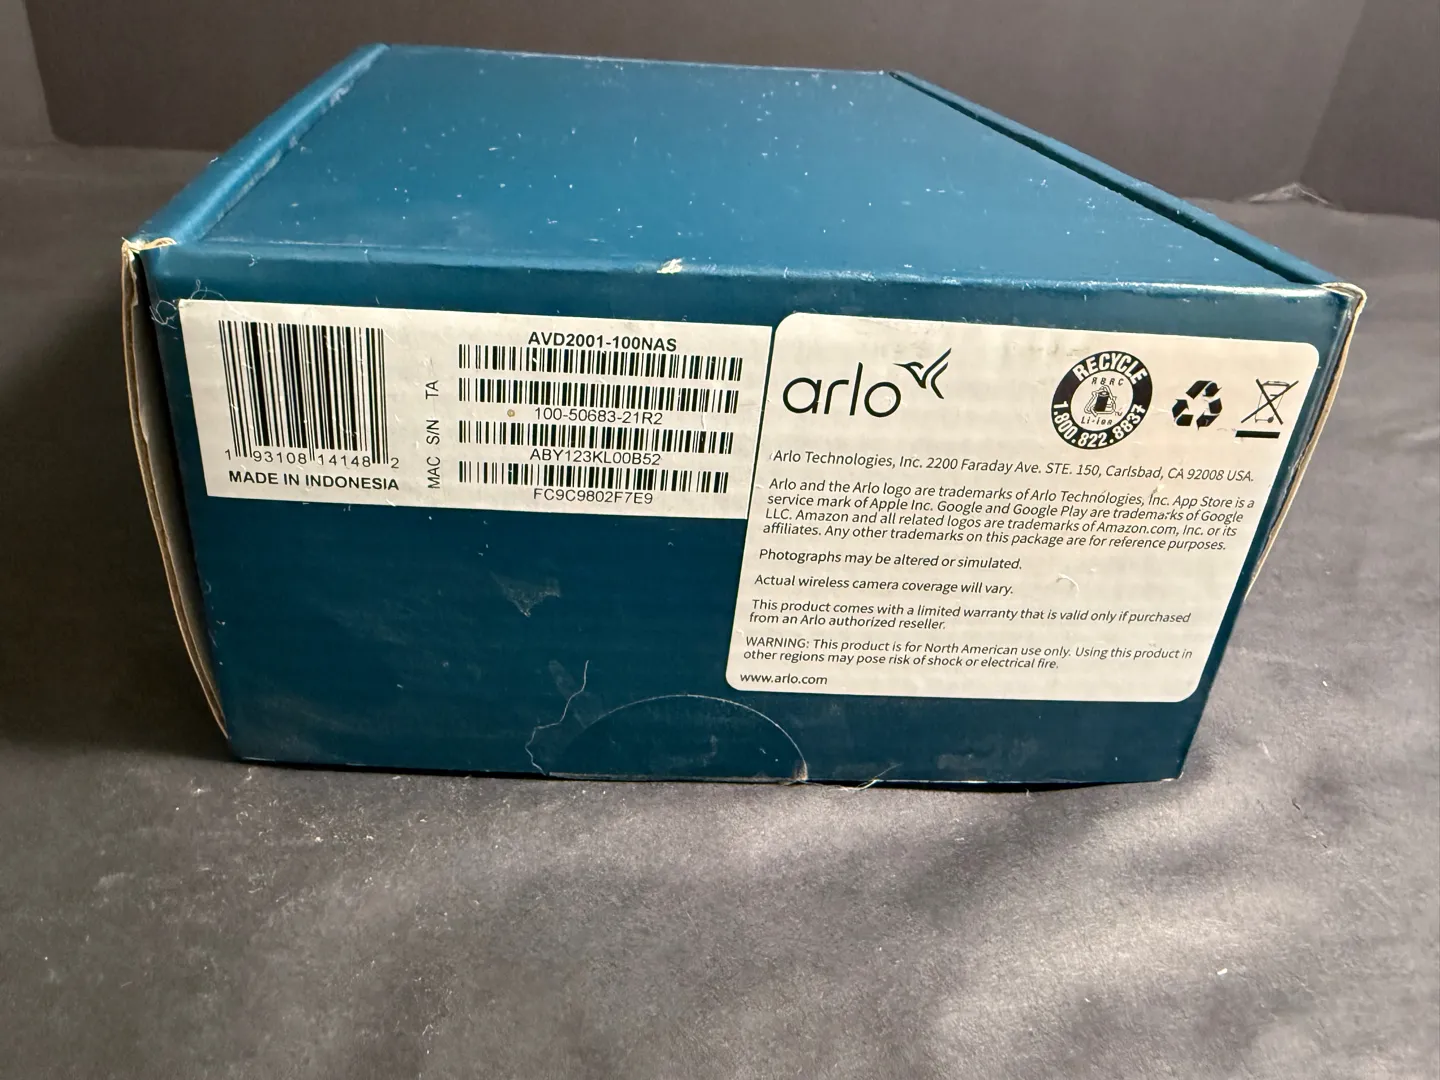 1 93108 14148 2
MADE IN INDONESIA
MAC S/N TA
AVD2001-100NAS
100-50683-21R2
ABY123KL00B52
FC9C9802F7E9
arlo
RECYCLE
RBRC
Li-ion
1.800.822.8837
Arlo Technologies, Inc. 2200 Faraday Ave. STE. 150, Carlsbad, CA 92008 USA.
Arlo and the Arlo logo are trademarks of Arlo Technologies, Inc. App Store is a
service mark of Apple Inc. Google and Google Play are trademarks of Google
LLC. Amazon and all related logos are trademarks of Amazon.com, Inc. or its
affiliates. Any other trademarks on this package are for reference purposes.
Photographs may be altered or simulated.
Actual wireless camera coverage will vary.
This product comes with a limited warranty that is valid only if purchased
from an Arlo authorized reseller.
WARNING: This product is for North American use only. Using this product in
other regions may pose risk of shock or electrical fire.
www.arlo.com